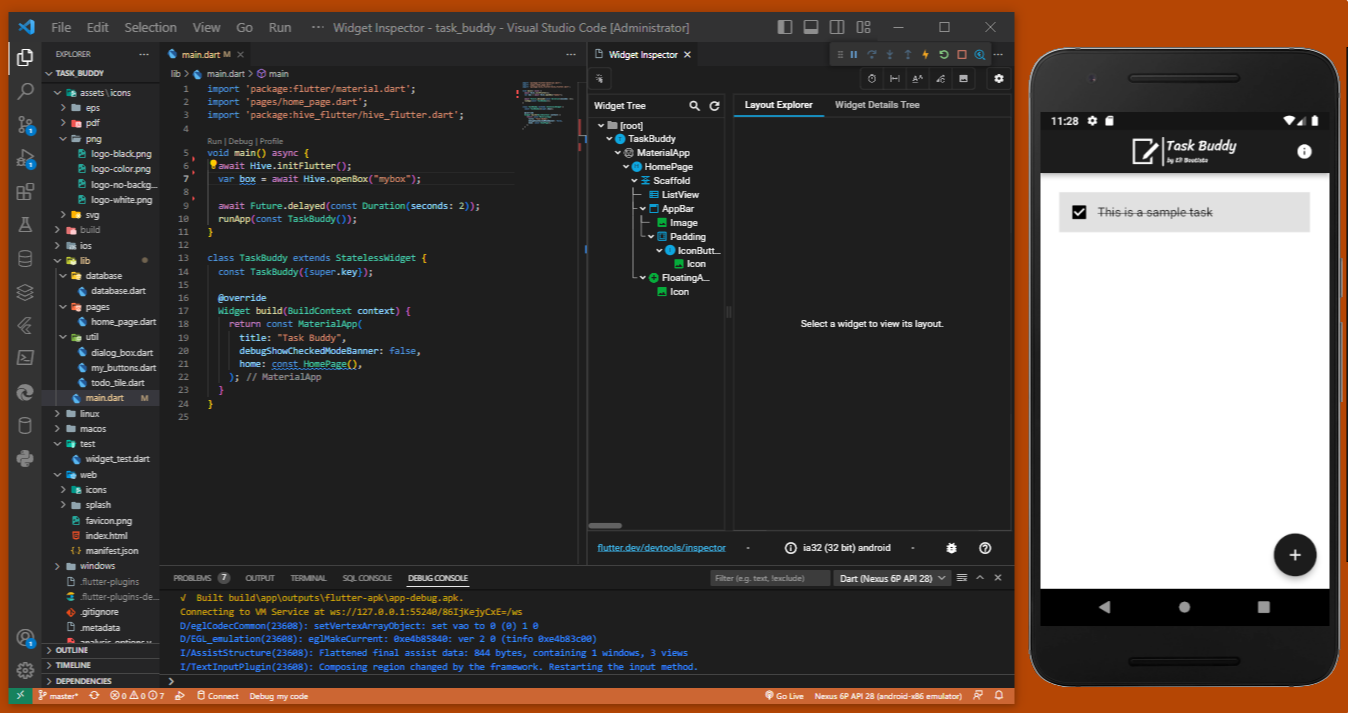 File Edit Selection View Go Run ··· Widget Inspector - task_buddy - Visual Studio Code [Administrator]
EXPLORER ···
TASK_BUDDY
assets\icons
eps
pdf
png
logo-black.png
logo-color.png
logo-no-backg...
logo-white.png
svg
build
ios
lib
database
database.dart
pages
home_page.dart
util
dialog_box.dart
my_buttons.dart
todo_tile.dart
main.dart M
linux
macos
test
widget_test.dart
web
icons
splash
favicon.png
index.html
manifest.json
windows
.flutter-plugins
.flutter-plugins-de...
.gitignore
.metadata
analysis_options.y...
OUTLINE
TIMELINE
DEPENDENCIES
main.dart M ×
lib > main.dart > main
1 import 'package:flutter/material.dart';
2 import 'pages/home_page.dart';
3 import 'package:hive_flutter/hive_flutter.dart';
4
Run | Debug | Profile
5 void main() async {
6 await Hive.initFlutter();
7 var box = await Hive.openBox("mybox");
8
9 await Future.delayed(const Duration(seconds: 2));
10 runApp(const TaskBuddy());
11 }
12
13 class TaskBuddy extends StatelessWidget {
14 const TaskBuddy({super.key});
15
16 @override
17 Widget build(BuildContext context) {
18 return const MaterialApp(
19 title: "Task Buddy",
20 debugShowCheckedModeBanner: false,
21 home: const HomePage(),
22 ); // MaterialApp
23 }
24 }
25
Widget Inspector ×
Widget Tree
[root]
TaskBuddy
MaterialApp
HomePage
Scaffold
ListView
AppBar
Image
Padding
IconButt...
Icon
FloatingA...
Icon
Layout Explorer Widget Details Tree
Select a widget to view its layout.
flutter.dev/devtools/inspector - ia32 (32 bit) android -
PROBLEMS 7 OUTPUT TERMINAL SQL CONSOLE DEBUG CONSOLE
Filter (e.g. text, !exclude) Dart (Nexus 6P API 28)
√ Built build\app\outputs\flutter-apk\app-debug.apk.
Connecting to VM Service at ws://127.0.0.1:55240/86IjKejyCxE=/ws
D/eglCodecCommon(23608): setVertexArrayObject: set vao to 0 (0) 1 0
D/EGL_emulation(23608): eglMakeCurrent: 0xe4b85840: ver 2 0 (tinfo 0xe4b83c00)
I/AssistStructure(23608): Flattened final assist data: 844 bytes, containing 1 windows, 3 views
I/TextInputPlugin(23608): Composing region changed by the framework. Restarting the input method.
>
master* 0 0 7 Connect Debug my code
Go Live Nexus 6P API 28 (android-x86 emulator)
11:28
Task Buddy
by EJ Bautista
This is a sample task
+